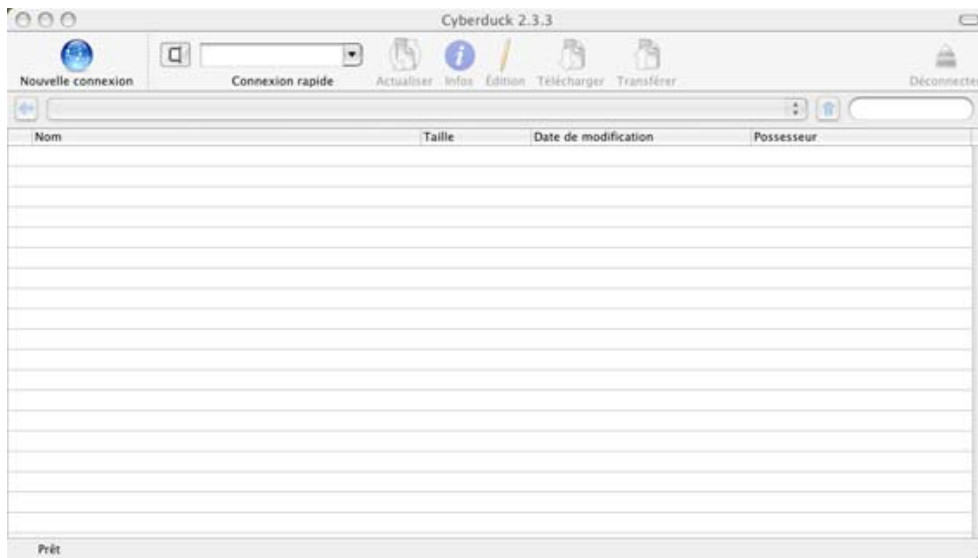 Cyberduck 2.3.3
Nouvelle connexion Connexion rapide Actualiser Infos Édition Télécharger Transférer Déconnecter
Nom Taille Date de modification Possesseur
Prêt